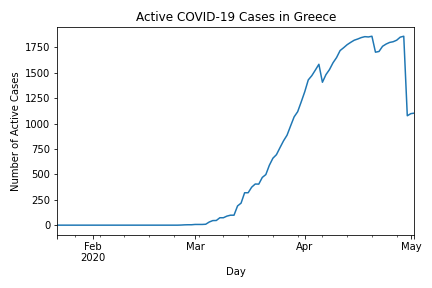 Active COVID-19 Cases in Greece
Number of Active Cases
1750
1500
1250
1000
750
500
250
0
Feb
2020
Mar
Apr
May
Day